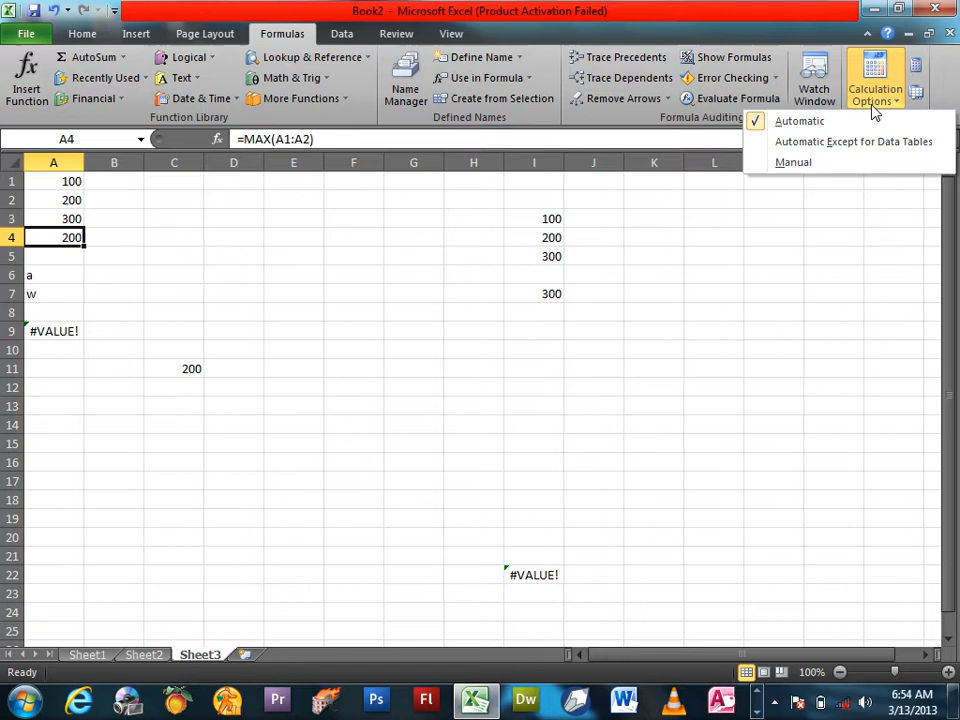 Book2 - Microsoft Excel (Product Activation Failed)
File Home Insert Page Layout Formulas Data Review View
fx Insert Function
Σ AutoSum
Recently Used
Financial
Logical
Text
Date & Time
Lookup & Reference
Math & Trig
More Functions
Function Library
Name Manager
Define Name
Use in Formula
Create from Selection
Defined Names
Trace Precedents
Trace Dependents
Remove Arrows
Show Formulas
Error Checking
Evaluate Formula
Formula Auditing
Watch Window
Calculation Options
Automatic
Automatic Except for Data Tables
Manual
A4 fx =MAX(A1:A2)
A B C D E F G H I J K L
1 100
2 200
3 300 100
4 200 200
5 300
6 a
7 w 300
8
9 #VALUE!
10
11 200
12
13
14
15
16
17
18
19
20
21
22 #VALUE!
23
24
25
Sheet1 Sheet2 Sheet3
Ready 100%
Pr Ps Fl Dw W A
6:54 AM
3/13/2013